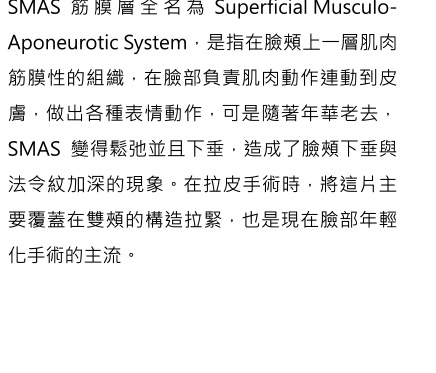 SMAS 筋膜層全名為 Superficial Musculo-
Aponeurotic System，是指在臉頰上一層肌肉
筋膜性的組織，在臉部負責肌肉動作連動到皮
膚，做出各種表情動作，可是隨著年華老去，
SMAS 變得鬆弛並且下垂，造成了臉頰下垂與
法令紋加深的現象。在拉皮手術時，將這片主
要覆蓋在雙頰的構造拉緊，也是現在臉部年輕
化手術的主流。